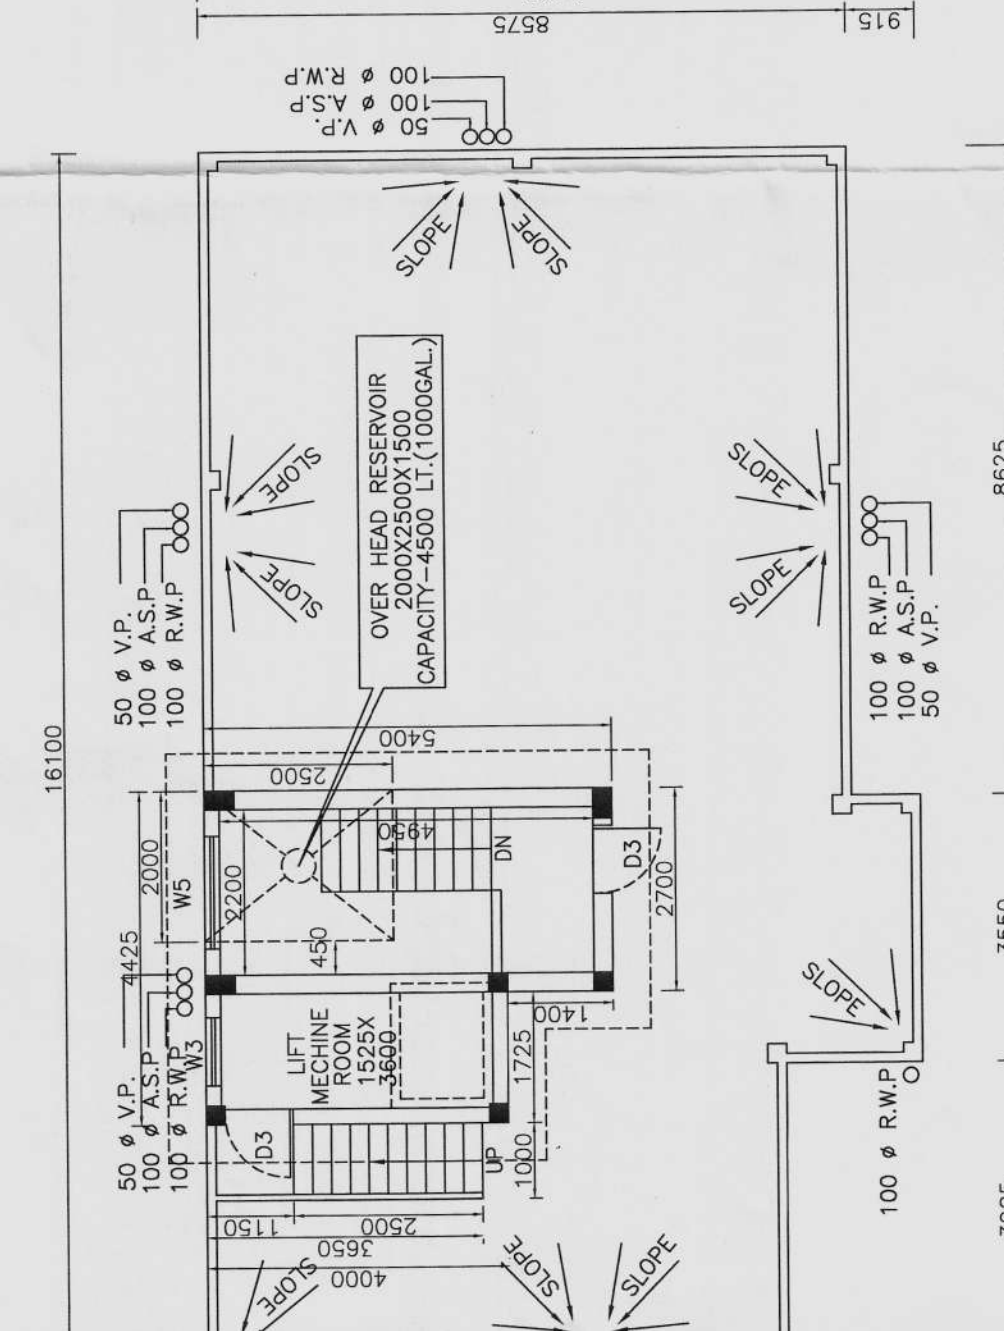 8575
915
100 ø R.W.P
100 ø A.S.P
50 ø V.P.
SLOPE
SLOPE
OVER HEAD RESERVOIR
2000X2500X1500
CAPACITY-4500 LT.(1000GAL.)
SLOPE
SLOPE
SLOPE
SLOPE
8625
50 ø V.P.
100 ø A.S.P
100 ø R.W.P
100 ø R.W.P
100 ø A.S.P
50 ø V.P.
16100
5400
2500
4950
DN
D3
2000
W5
2200
2700
4425
450
3550
SLOPE
1400
LIFT
MECHINE
ROOM
1525X
3600
1725
W3
50 ø V.P.
100 ø A.S.P
100 ø R.W.P
100 ø R.W.P
D3
UP
1000
1150
2500
3650
4000
SLOPE
SLOPE
SLOPE